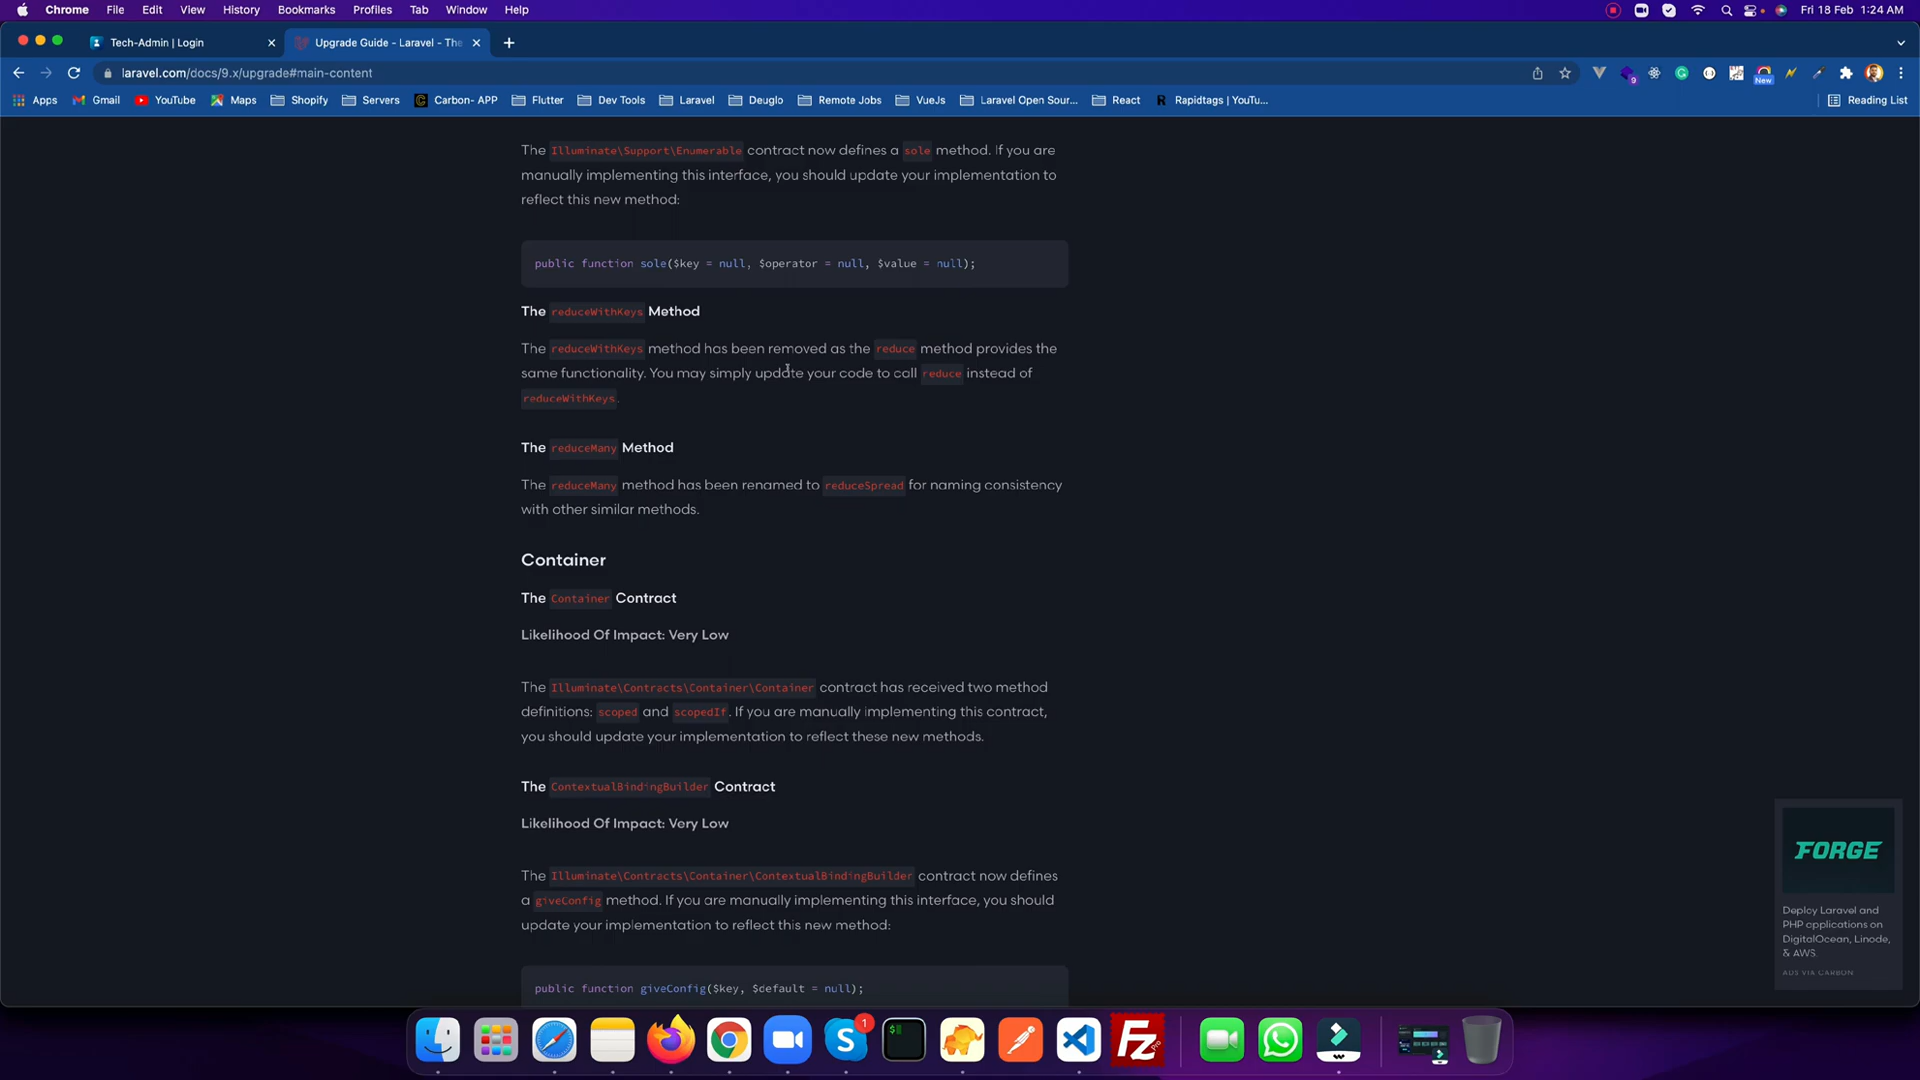 Chrome File Edit View History Bookmarks Profiles Tab Window Help Fri 18 Feb 1:24 AM
Tech-Admin | Login Upgrade Guide - Laravel - The
laravel.com/docs/9.x/upgrade#main-content New
Apps Gmail YouTube Maps Shopify Servers Carbon- APP Flutter Dev Tools Laravel Deuglo Remote Jobs VueJs Laravel Open Sour... React Rapidtags | YouTu... Reading List
The Illuminate\Support\Enumerable contract now defines a sole method. If you are
manually implementing this interface, you should update your implementation to
reflect this new method:
public function sole($key = null, $operator = null, $value = null);
The reduceWithKeys Method
The reduceWithKeys method has been removed as the reduce method provides the
same functionality. You may simply update your code to call reduce instead of
reduceWithKeys.
The reduceMany Method
The reduceMany method has been renamed to reduceSpread for naming consistency
with other similar methods.
Container
The Container Contract
Likelihood Of Impact: Very Low
The Illuminate\Contracts\Container\Container contract has received two method
definitions: scoped and scopedIf. If you are manually implementing this contract,
you should update your implementation to reflect these new methods.
The ContextualBindingBuilder Contract
Likelihood Of Impact: Very Low
The Illuminate\Contracts\Container\ContextualBindingBuilder contract now defines
a giveConfig method. If you are manually implementing this interface, you should
update your implementation to reflect this new method:
public function giveConfig($key, $default = null);
FORGE
Deploy Laravel and
PHP applications on
DigitalOcean, Linode,
& AWS.
ADS VIA CARBON
1
Fz Pro